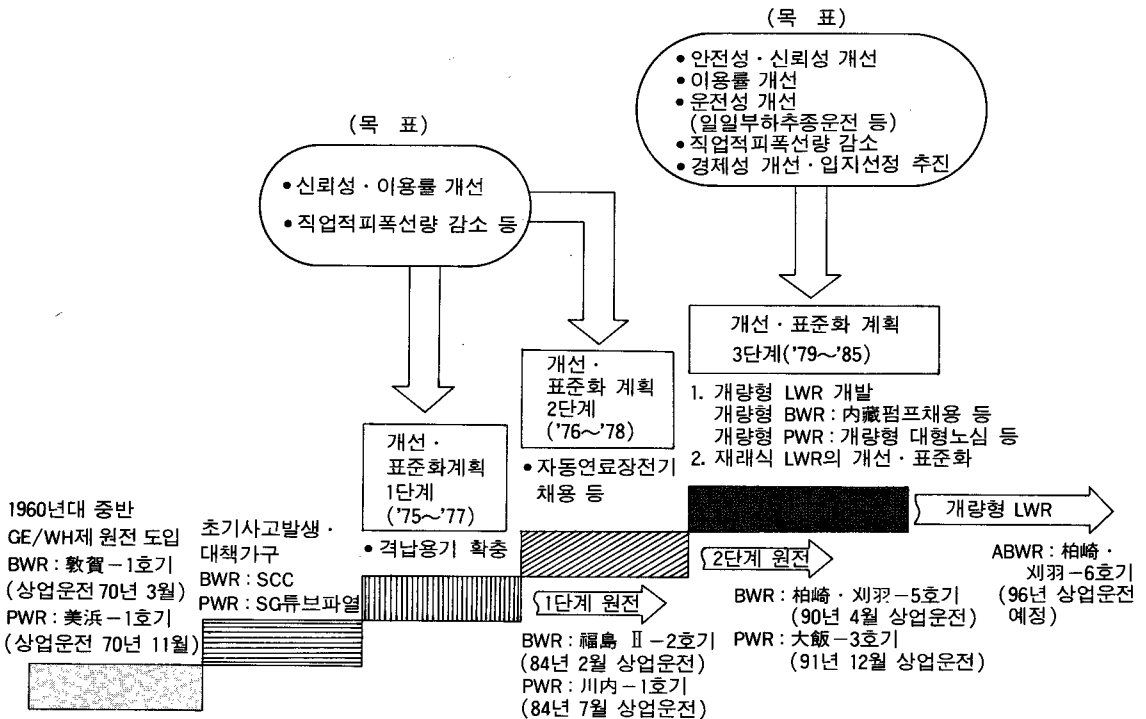 (목 표)
• 안전성 · 신뢰성 개선
• 이용률 개선
• 운전성 개선
(일일부하추종운전 등)
• 직업적피폭선량 감소
• 경제성 개선 · 입지선정 추진
(목 표)
• 신뢰성 · 이용률 개선
• 직업적피폭선량 감소 등
개선 · 표준화 계획
3단계('79~'85)
1. 개량형 LWR 개발
개량형 BWR : 内藏펌프채용 등
개량형 PWR : 개량형 대형노심 등
2. 재래식 LWR의 개선 · 표준화
개선 ·
표준화 계획
2단계
('76~'78)
• 자동연료장전기
채용 등
개선 ·
표준화계획
1단계
('75~'77)
• 격납용기 확충
초기사고발생 ·
대책가구
BWR : SCC
PWR : SG튜브파열
1960년대 중반
GE/WH제 원전 도입
BWR : 敦賀-1호기
(상업운전 70년 3월)
PWR : 美浜-1호기
(상업운전 70년 11월)
1단계 원전
BWR : 福島 Ⅱ-2호기
(84년 2월 상업운전)
PWR : 川内-1호기
(84년 7월 상업운전)
2단계 원전
BWR : 柏崎 · 刈羽-5호기
(90년 4월 상업운전)
PWR : 大飯-3호기
(91년 12월 상업운전)
개량형 LWR
ABWR : 柏崎 ·
刈羽-6호기
(96년 상업운전
예정)